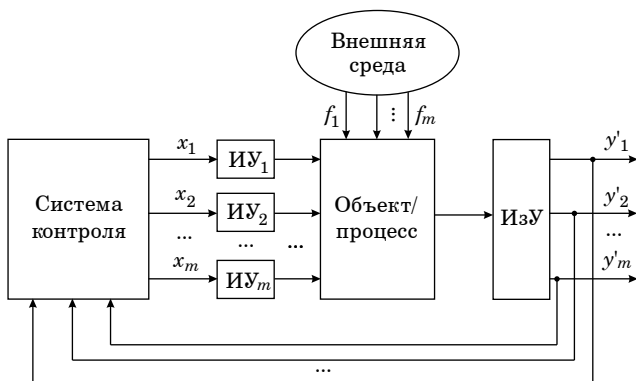 Внешняя
среда
f1 ... fm
x1 ИУ1 y'1
Система
контроля
x2 ИУ2 Объект/
процесс
ИзУ y'2
... ... ... ...
xm ИУm y'm
...